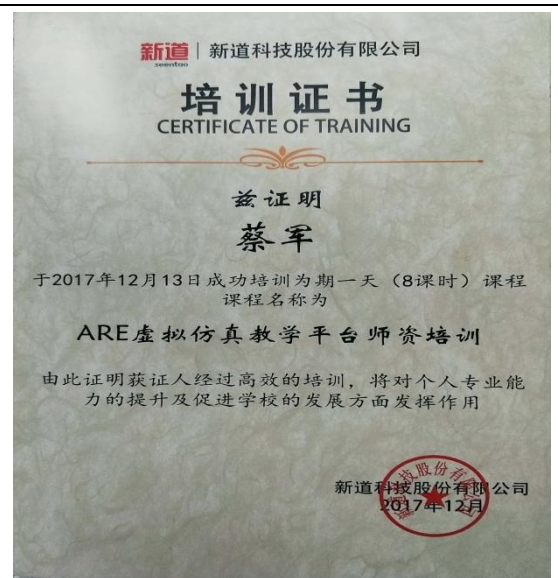 新道 seentao | 新道科技股份有限公司
培训证书
CERTIFICATE OF TRAINING
兹证明
蔡军
于2017年12月13日成功培训为期一天（8课时）课程
课程名称为
ARE虚拟仿真教学平台师资培训
由此证明获证人经过高效的培训，将对个人专业能
力的提升及促进学校的发展方面发挥作用
新道科技股份有限公司
2017年12月